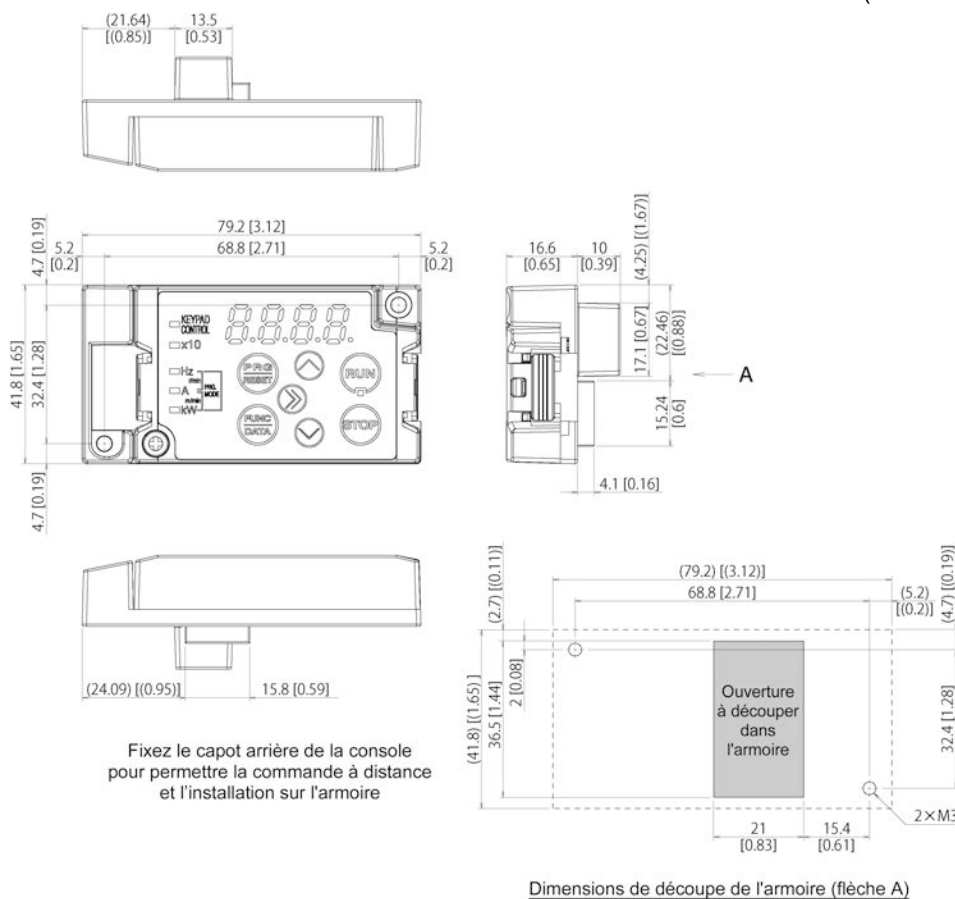 (
(21.64)
[(0.85)]
13.5
[0.53]
79.2 [3.12]
68.8 [2.71]
5.2
[0.2]
5.2
[0.2]
4.7 [0.19]
41.8 [1.65]
32.4 [1.28]
4.7 [0.19]
KEYPAD
CONTROL
x10
Hz
r/min
A
m/min
kW
PRG.
MODE
8.8.8.8.
PRG
RESET
RUN
FUNC
DATA
STOP
16.6
[0.65]
10
[0.39]
(4.25) [(1.67)]
17.1 [0.67]
(22.46)
[(0.88)]
15.24
[0.6]
4.1 [0.16]
A
(24.09) [(0.95)]
15.8 [0.59]
Fixez le capot arrière de la console
pour permettre la commande à distance
et l'installation sur l'armoire
(2.7) [(0.11)]
(79.2) [(3.12)]
68.8 [2.71]
(5.2)
[(0.2)]
(4.7) [(0.19)]
(41.8) [(1.65)]
36.5 [1.44]
2 [0.08]
Ouverture
à découper
dans
l'armoire
32.4 [1.28]
2×M3
21
[0.83]
15.4
[0.61]
Dimensions de découpe de l'armoire (flèche A)